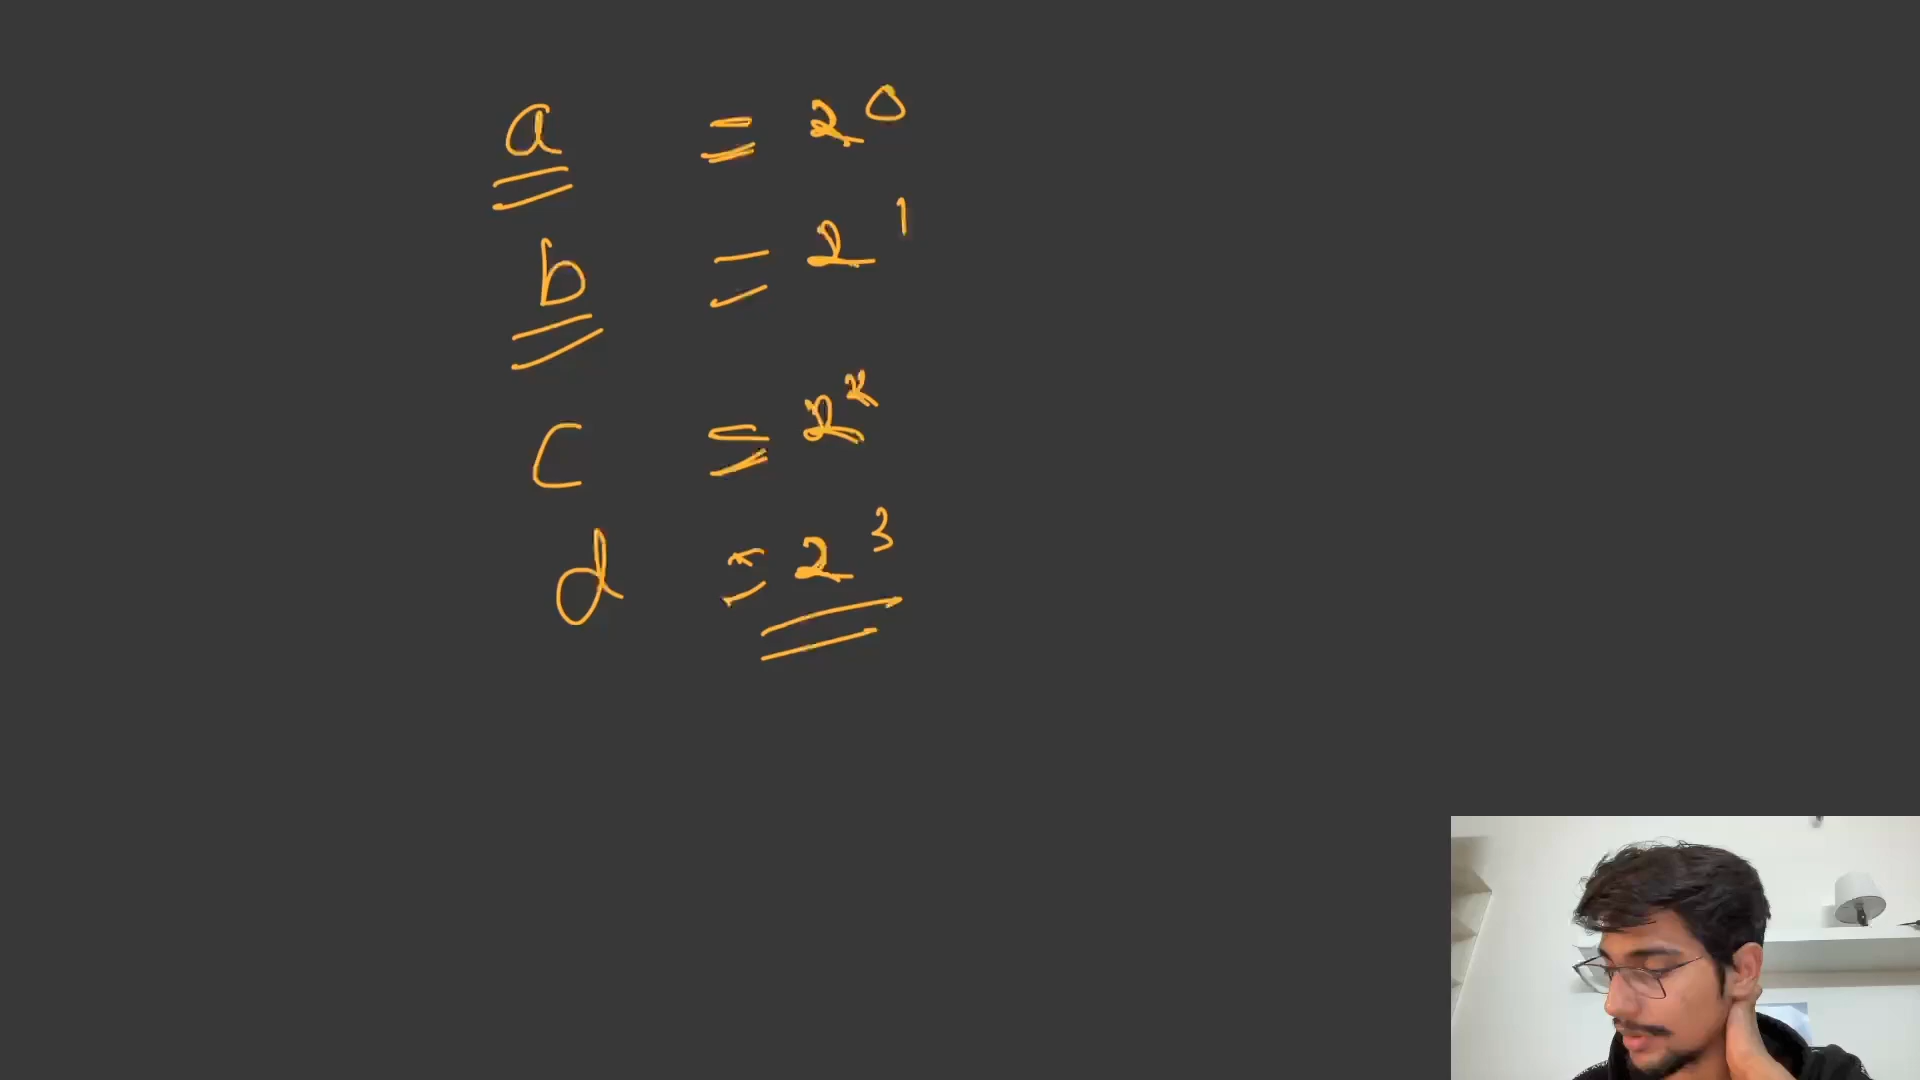 a = 2⁰
b = 2¹
c = 2²
d = 2³